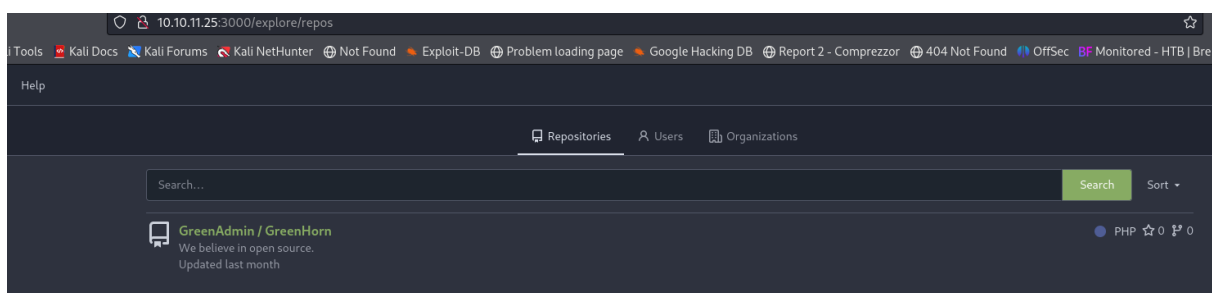 10.10.11.25:3000/explore/repos
i Tools Kali Docs Kali Forums Kali NetHunter Not Found Exploit-DB Problem loading page Google Hacking DB Report 2 - Comprezzor 404 Not Found OffSec BF Monitored - HTB | Bre
Help
Repositories Users Organizations
Search... Search Sort
GreenAdmin / GreenHorn PHP 0 0
We believe in open source.
Updated last month